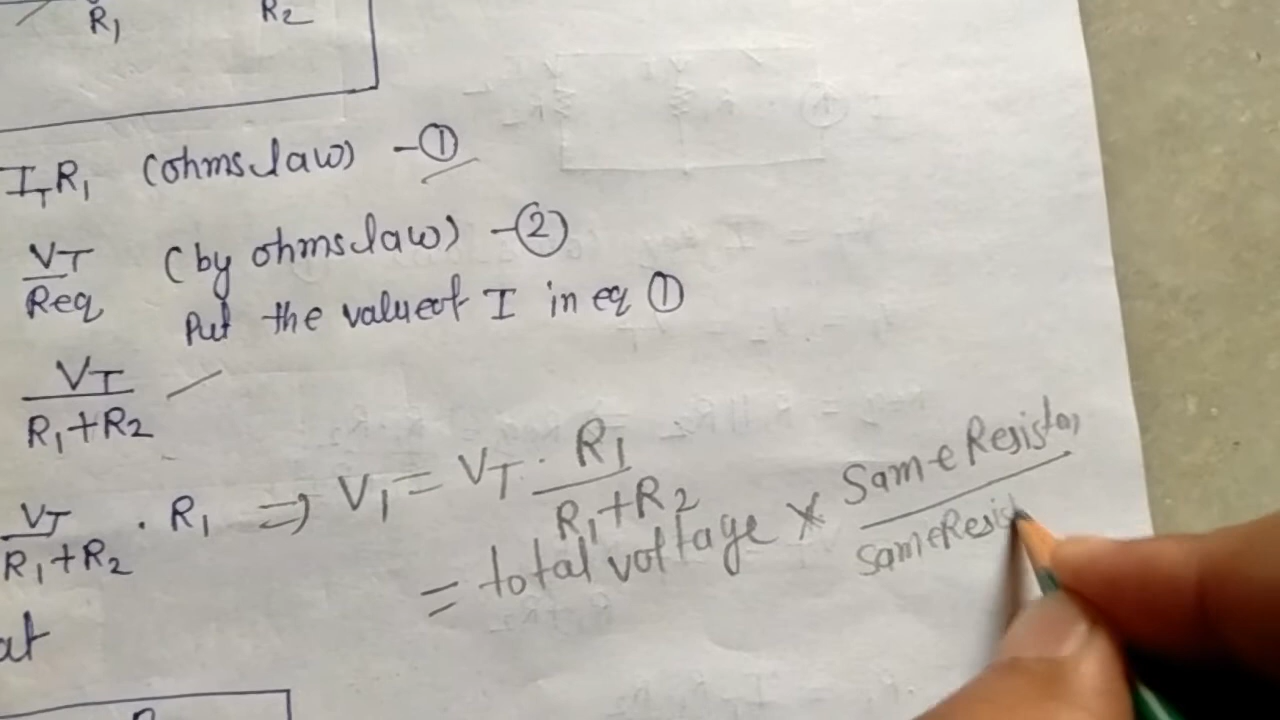 R1 R2
ITR1 (ohms law) -①
VT (by ohms law) -②
Req
Put the value of I in eq ①
VT
R1+R2
VT . R1 => V1 = VT . R1
R1+R2 R1+R2
= total voltage × Same Resistor
Same Resis
at